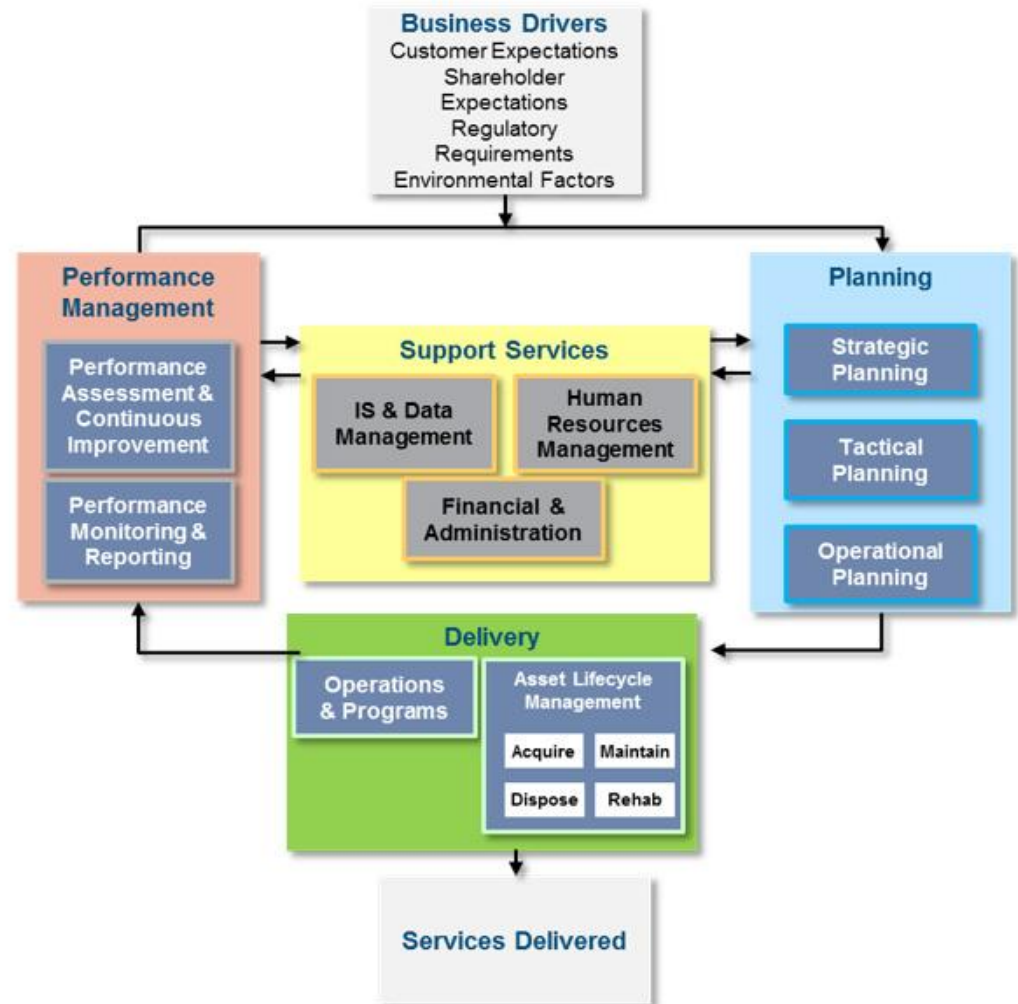 Business Drivers
Customer Expectations
Shareholder
Expectations
Regulatory
Requirements
Environmental Factors
Performance
Management
Performance
Assessment &
Continuous
Improvement
Performance
Monitoring &
Reporting
Support Services
IS & Data
Management
Human
Resources
Management
Financial &
Administration
Planning
Strategic
Planning
Tactical
Planning
Operational
Planning
Delivery
Operations
& Programs
Asset Lifecycle
Management
Acquire
Maintain
Dispose
Rehab
Services Delivered